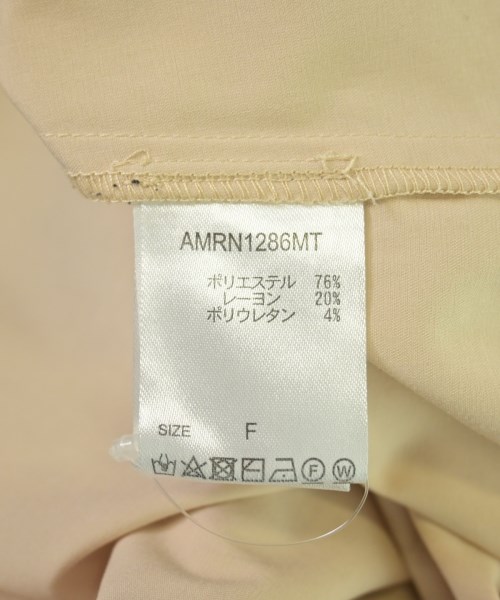 AMRN1286MT
ポリエステル 76%
レーヨン 20%
ポリウレタン 4%
SIZE F
F W